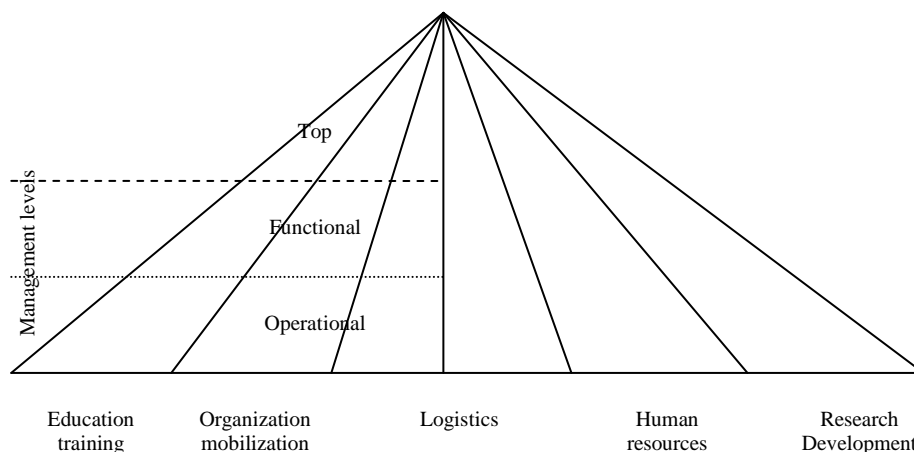 Top
Management levels
Functional
Operational
Education
training
Organization
mobilization
Logistics
Human
resources
Research
Development